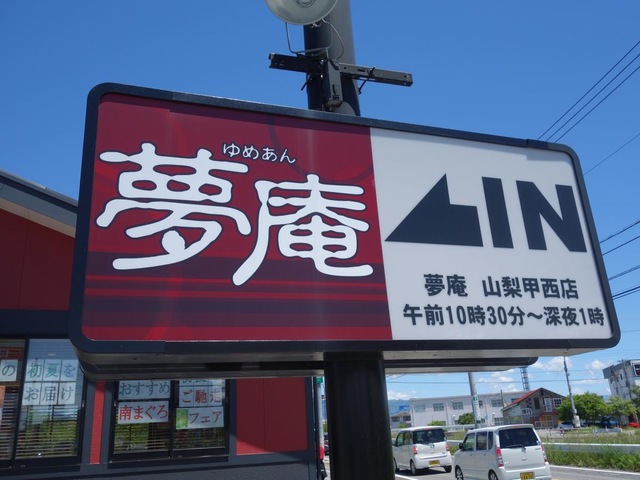 ゆめあん
夢庵
IN
夢庵 山梨甲西店
午前10時30分～深夜1時
の
初夏を
お届け
おすすめ
南まぐろ
ご馳走
フェア